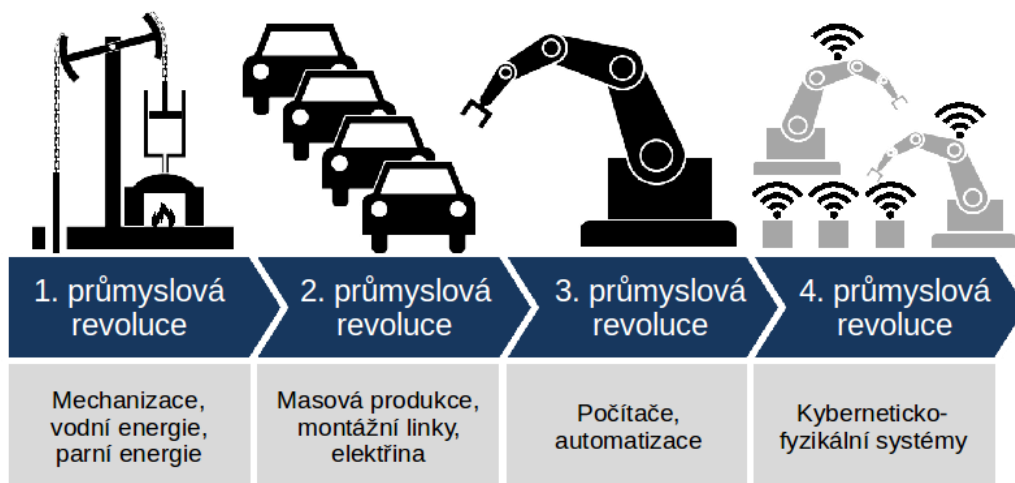 1. průmyslová
revoluce
2. průmyslová
revoluce
3. průmyslová
revoluce
4. průmyslová
revoluce
Mechanizace,
vodní energie,
parní energie
Masová produkce,
montážní linky,
elektřina
Počítače,
automatizace
Kyberneticko-
fyzikální systémy